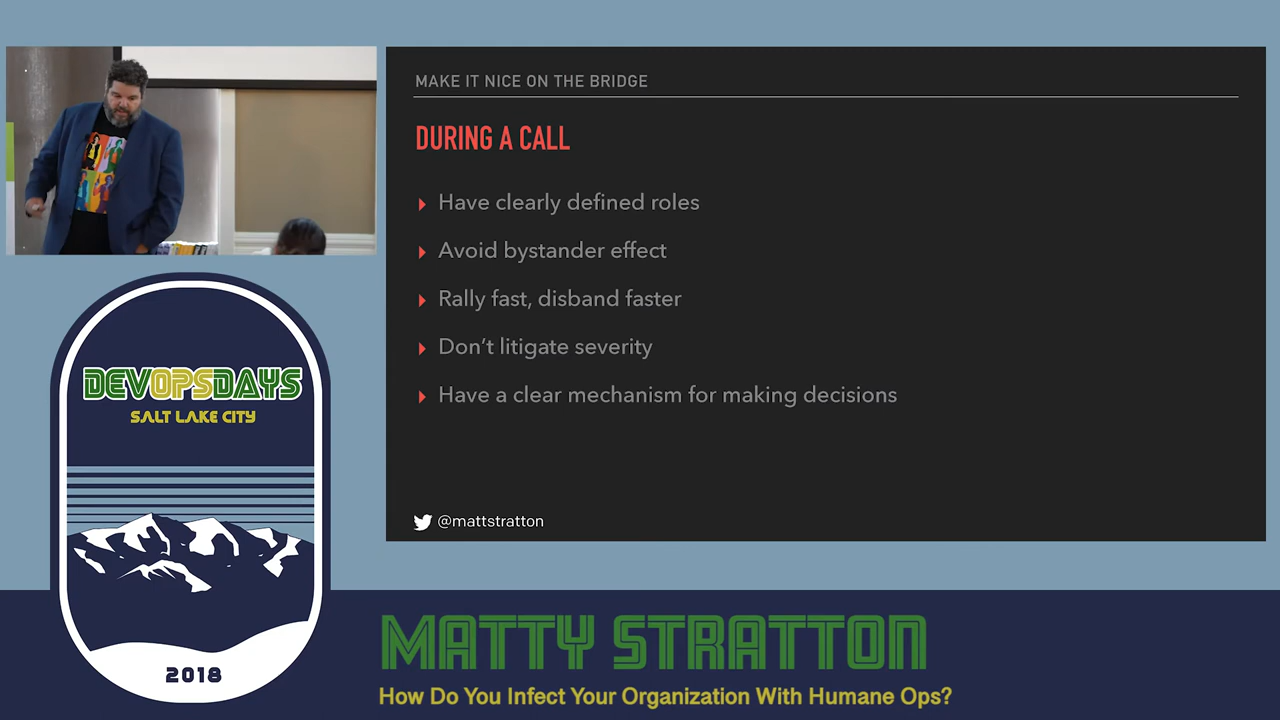 MAKE IT NICE ON THE BRIDGE
DURING A CALL
Have clearly defined roles
Avoid bystander effect
Rally fast, disband faster
Don’t litigate severity
Have a clear mechanism for making decisions
@mattstratton
DEVOPSDAYS
SALT LAKE CITY
2018
MATTY STRATTON
How Do You Infect Your Organization With Humane Ops?